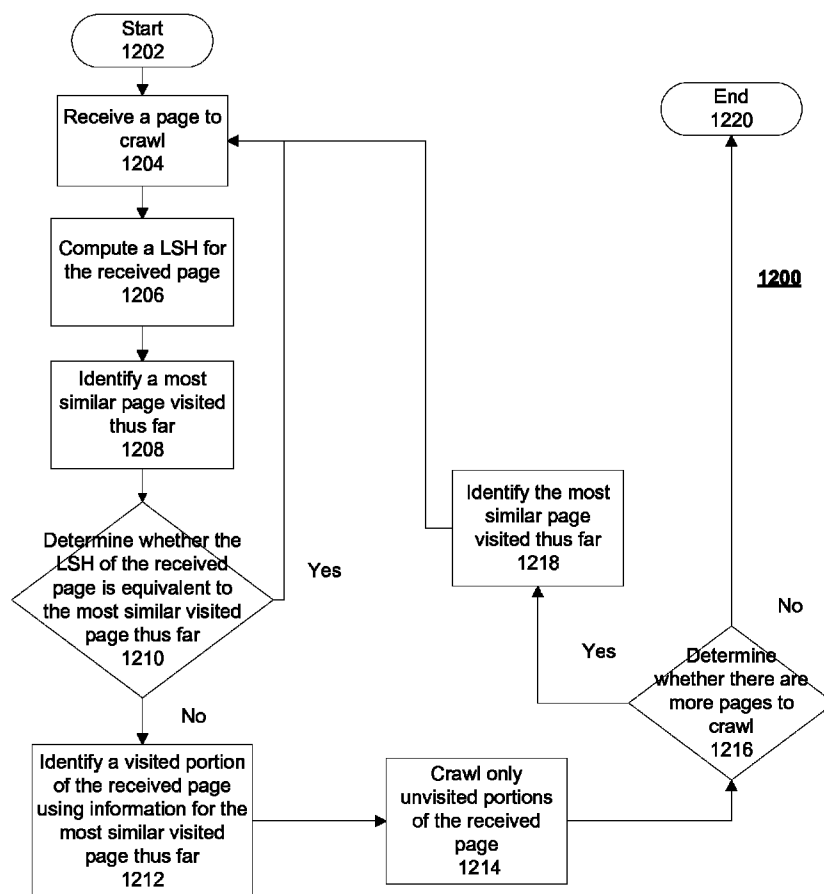 Start
1202
Receive a page to
crawl
1204
Compute a LSH for
the received page
1206
Identify a most
similar page visited
thus far
1208
Determine whether the
LSH of the received
page is equivalent to
the most similar visited
page thus far
1210
Yes
No
Identify a visited portion
of the received page
using information for the
most similar visited
page thus far
1212
Crawl only
unvisited portions
of the received
page
1214
Determine
whether there are
more pages to
crawl
1216
Yes
No
Identify the most
similar page
visited thus far
1218
End
1220
1200